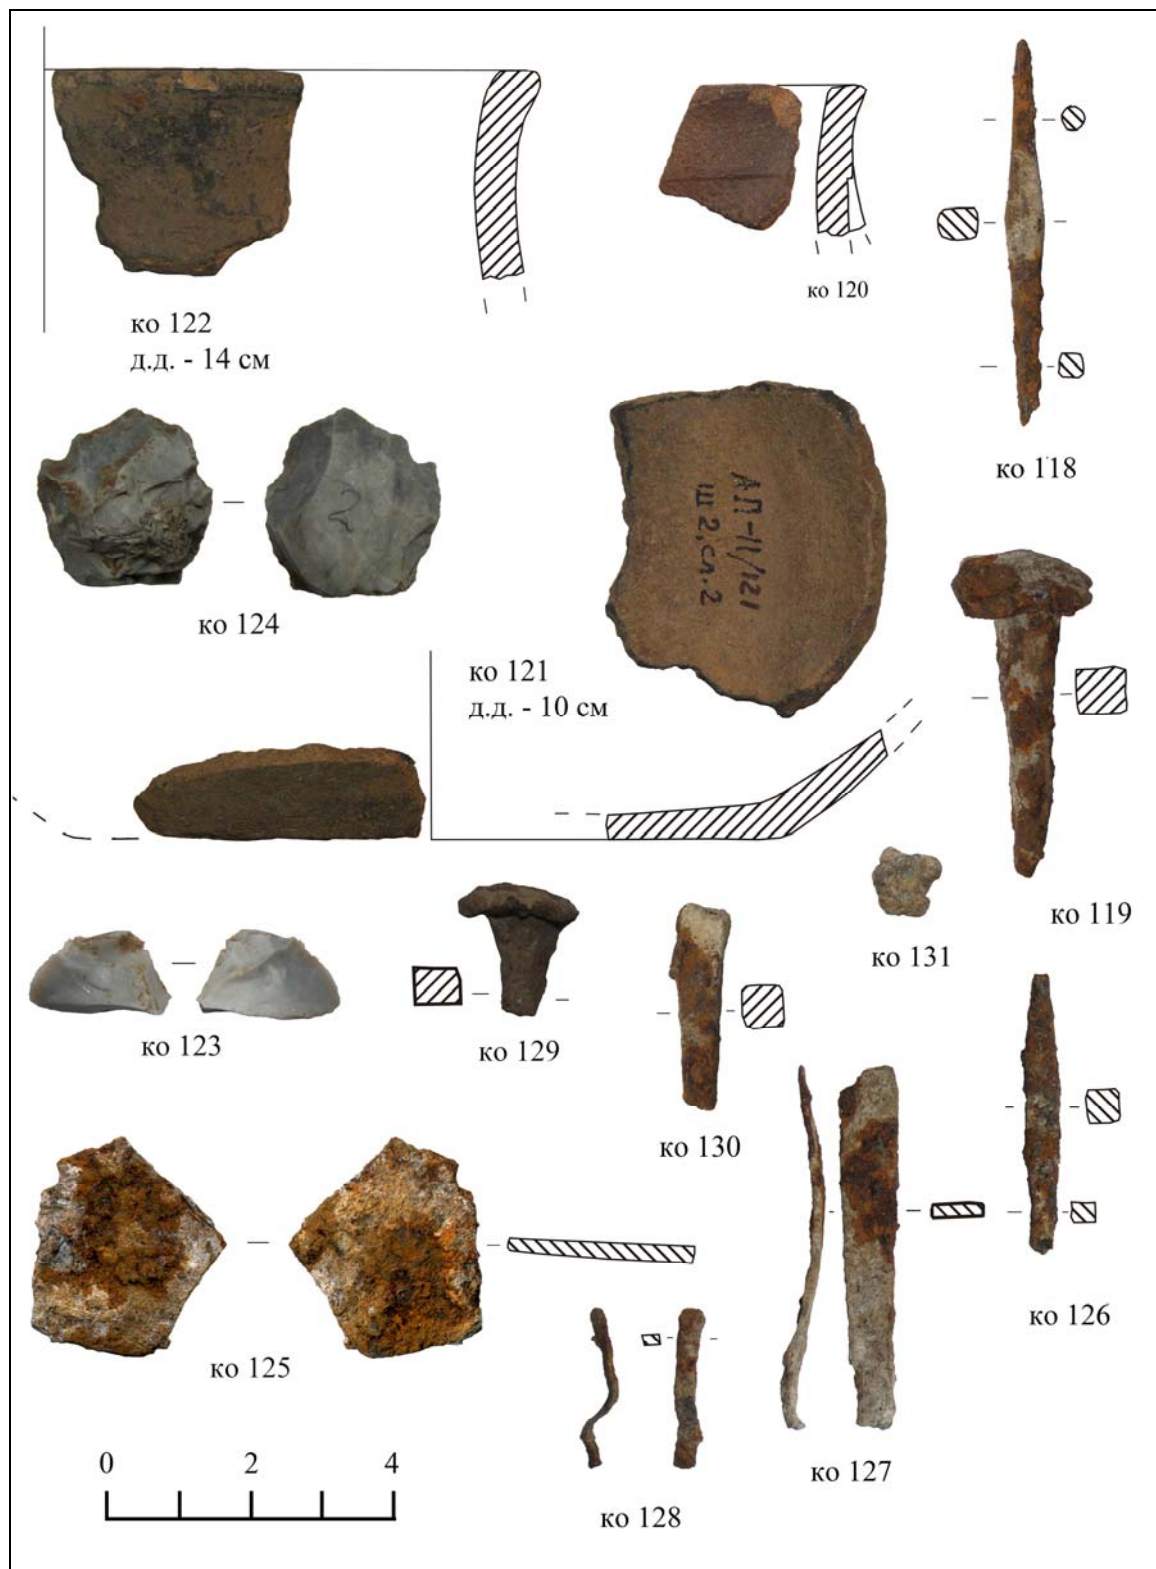 ко 122
д.д. - 14 см
ко 120
ко 118
ко 124
АП-11/121
ш 2, сл. 2
2
ко 121
д.д. - 10 см
ко 119
ко 131
ко 123
ко 129
ко 130
ко 126
ко 125
ко 127
ко 128
0 2 4